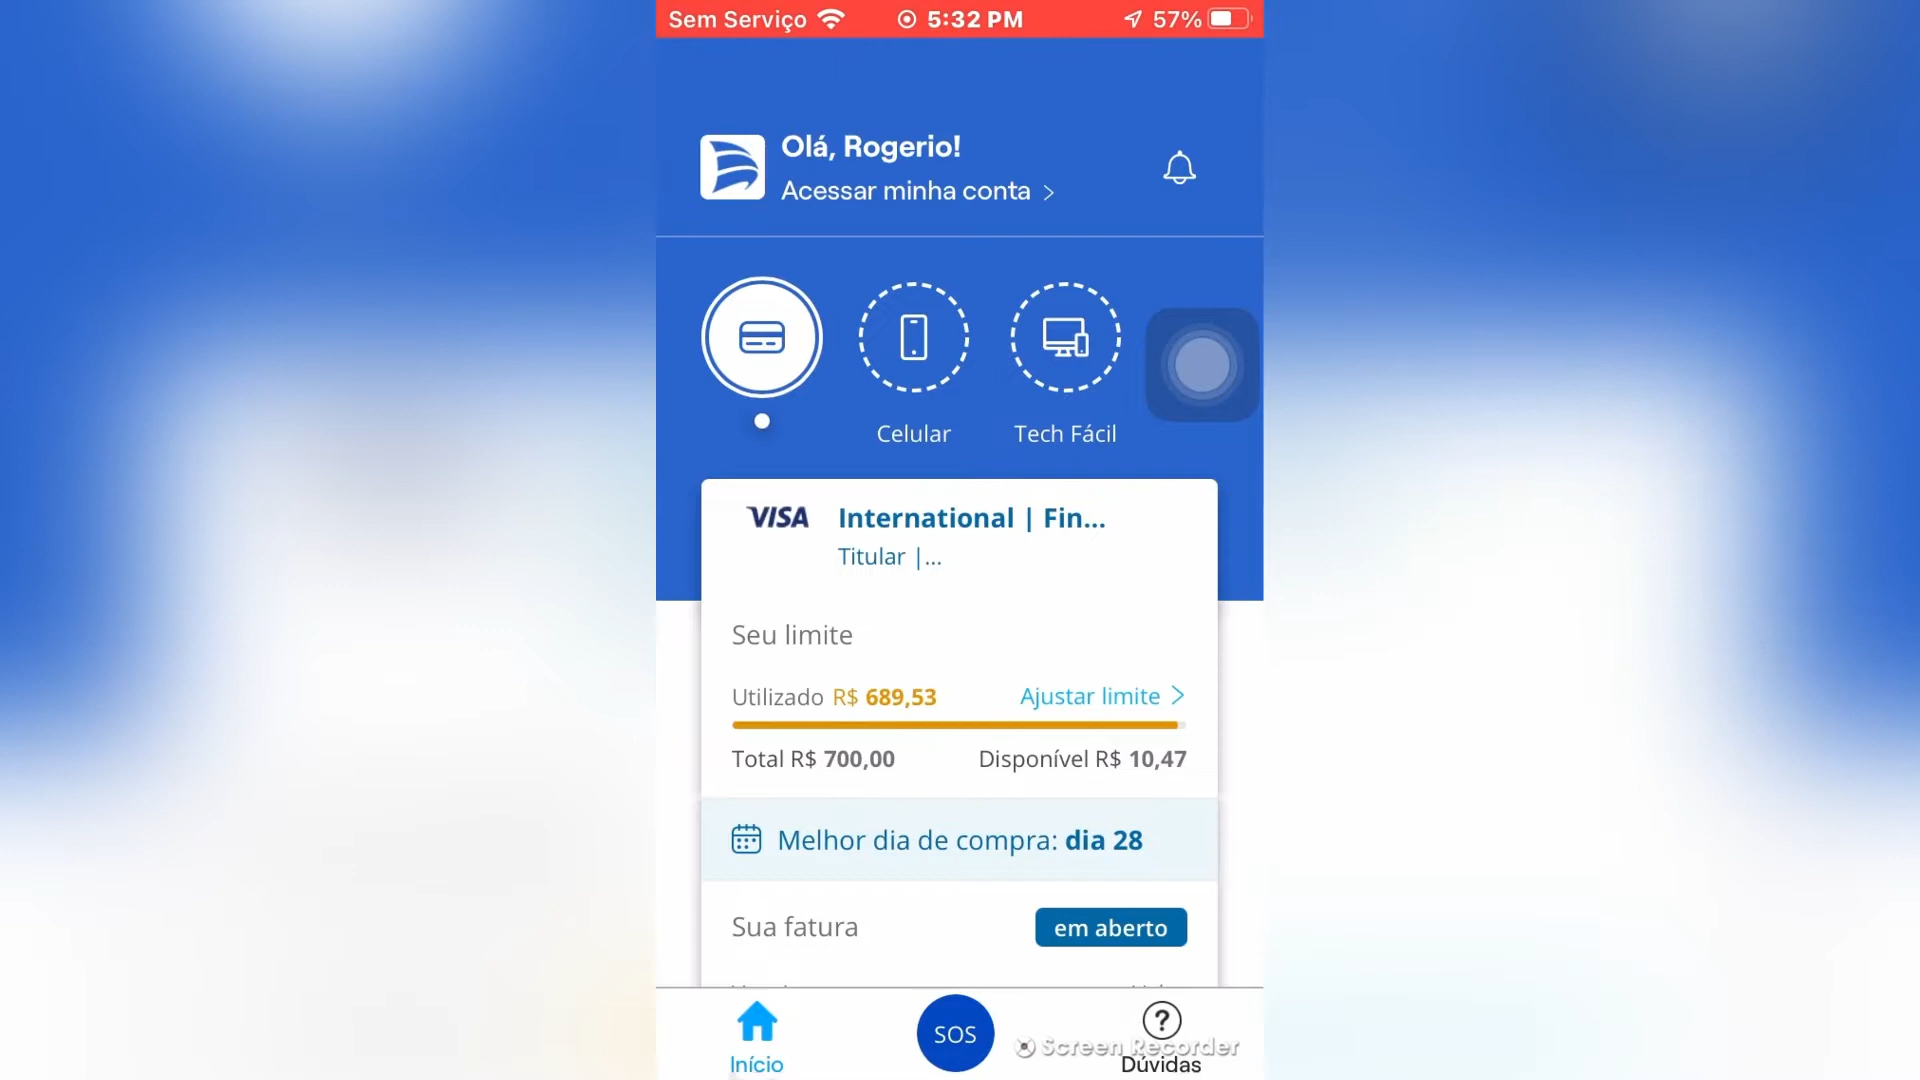 Sem Serviço 5:32 PM 57%
Olá, Rogerio!
Acessar minha conta >
Celular
Tech Fácil
VISA International | Fin...
Titular |...
Seu limite
Utilizado R$ 689,53 Ajustar limite >
Total R$ 700,00 Disponível R$ 10,47
Melhor dia de compra: dia 28
Sua fatura em aberto
Início
SOS
Screen Recorder
Dúvidas